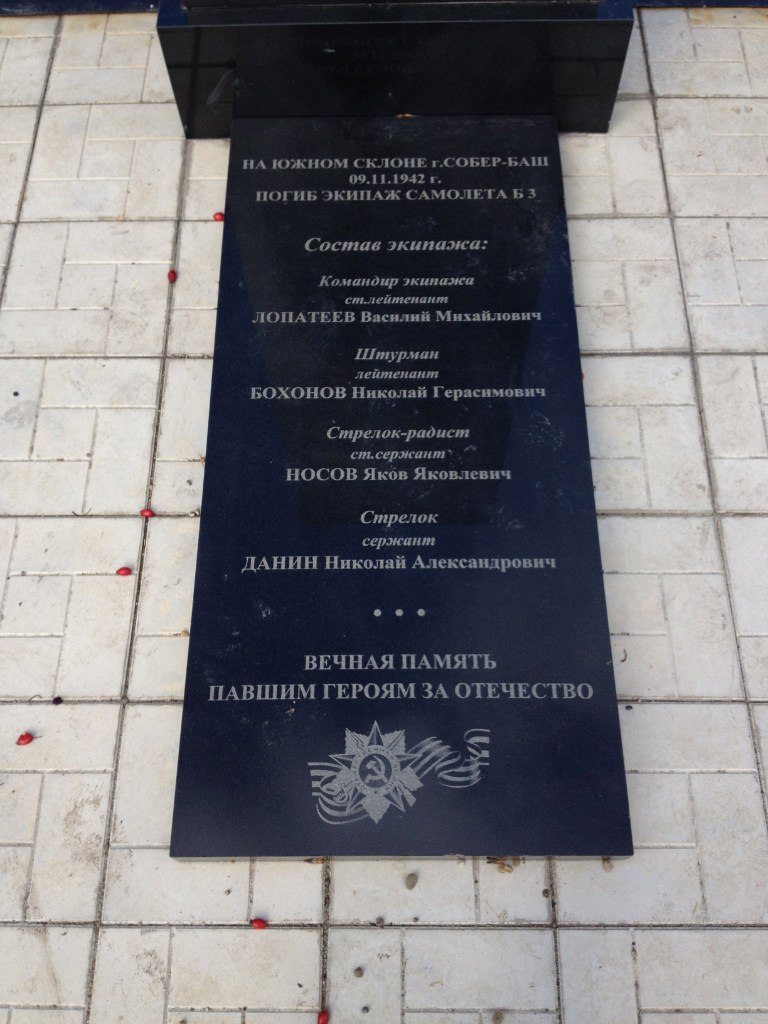 НА ЮЖНОМ СКЛОНЕ г.СОБЕР-БАШ
09.11.1942 г.
ПОГИБ ЭКИПАЖ САМОЛЕТА Б 3
Состав экипажа:
Командир экипажа
ст.лейтенант
ЛОПАТЕЕВ Василий Михайлович
Штурман
лейтенант
БОХОНОВ Николай Герасимович
Стрелок-радист
ст.сержант
НОСОВ Яков Яковлевич
Стрелок
сержант
ДАНИН Николай Александрович
• • •
ВЕЧНАЯ ПАМЯТЬ
ПАВШИМ ГЕРОЯМ ЗА ОТЕЧЕСТВО